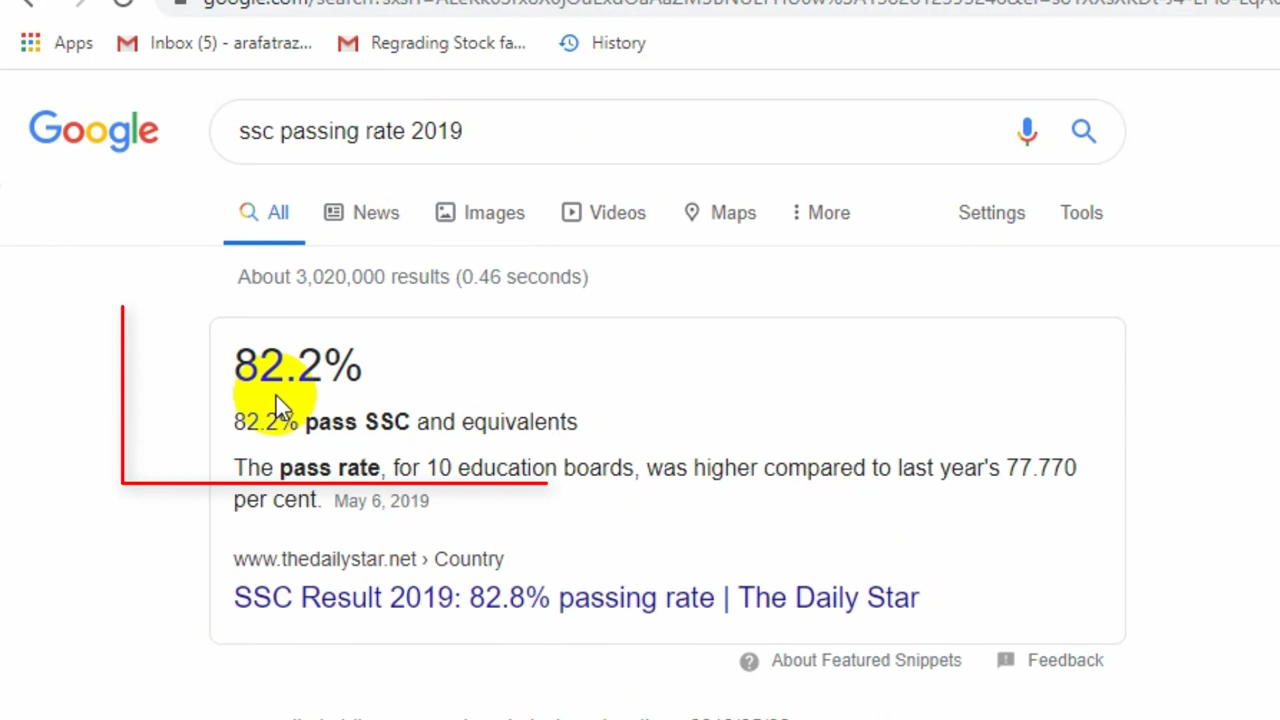 Apps Inbox (5) - arafatraz... Regrading Stock fa... History
Google ssc passing rate 2019
All News Images Videos Maps More Settings Tools
About 3,020,000 results (0.46 seconds)
82.2%
82.2% pass SSC and equivalents
The pass rate, for 10 education boards, was higher compared to last year's 77.770
per cent. May 6, 2019
www.thedailystar.net › Country
SSC Result 2019: 82.8% passing rate | The Daily Star
About Featured Snippets Feedback